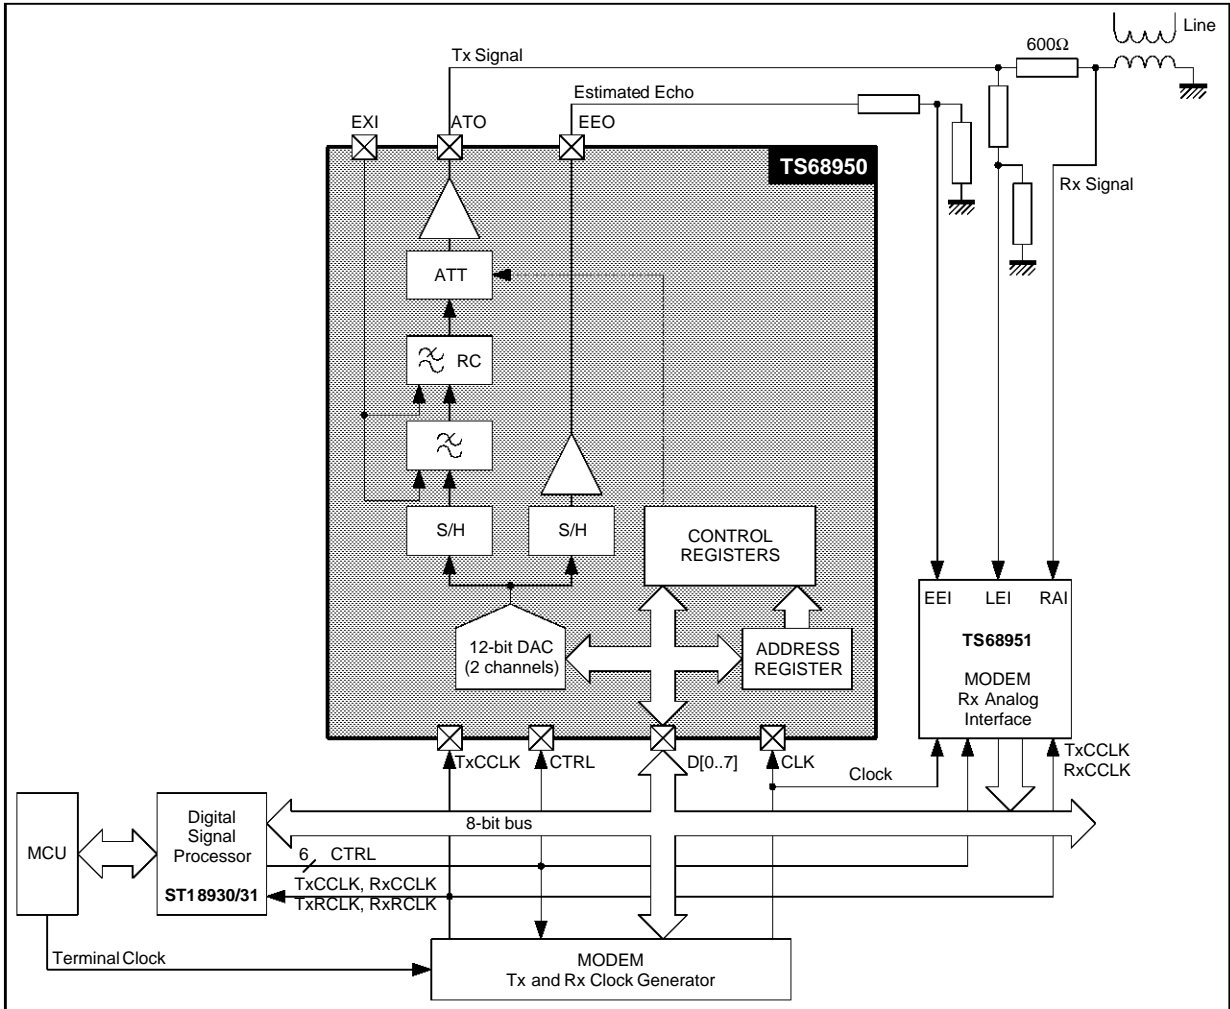 Line
600Ω
Tx Signal
Estimated Echo
EXI
ATO
EEO
TS68950
Rx Signal
ATT
RC
S/H
S/H
CONTROL
REGISTERS
12-bit DAC
(2 channels)
ADDRESS
REGISTER
EEI
LEI
RAI
TS68951
MODEM
Rx Analog
Interface
TxCCLK
CTRL
D[0..7]
CLK
TxCCLK
RxCCLK
Clock
MCU
Digital
Signal
Processor
ST18930/31
8-bit bus
6
CTRL
TxCCLK, RxCCLK
TxRCLK, RxRCLK
Terminal Clock
MODEM
Tx and Rx Clock Generator